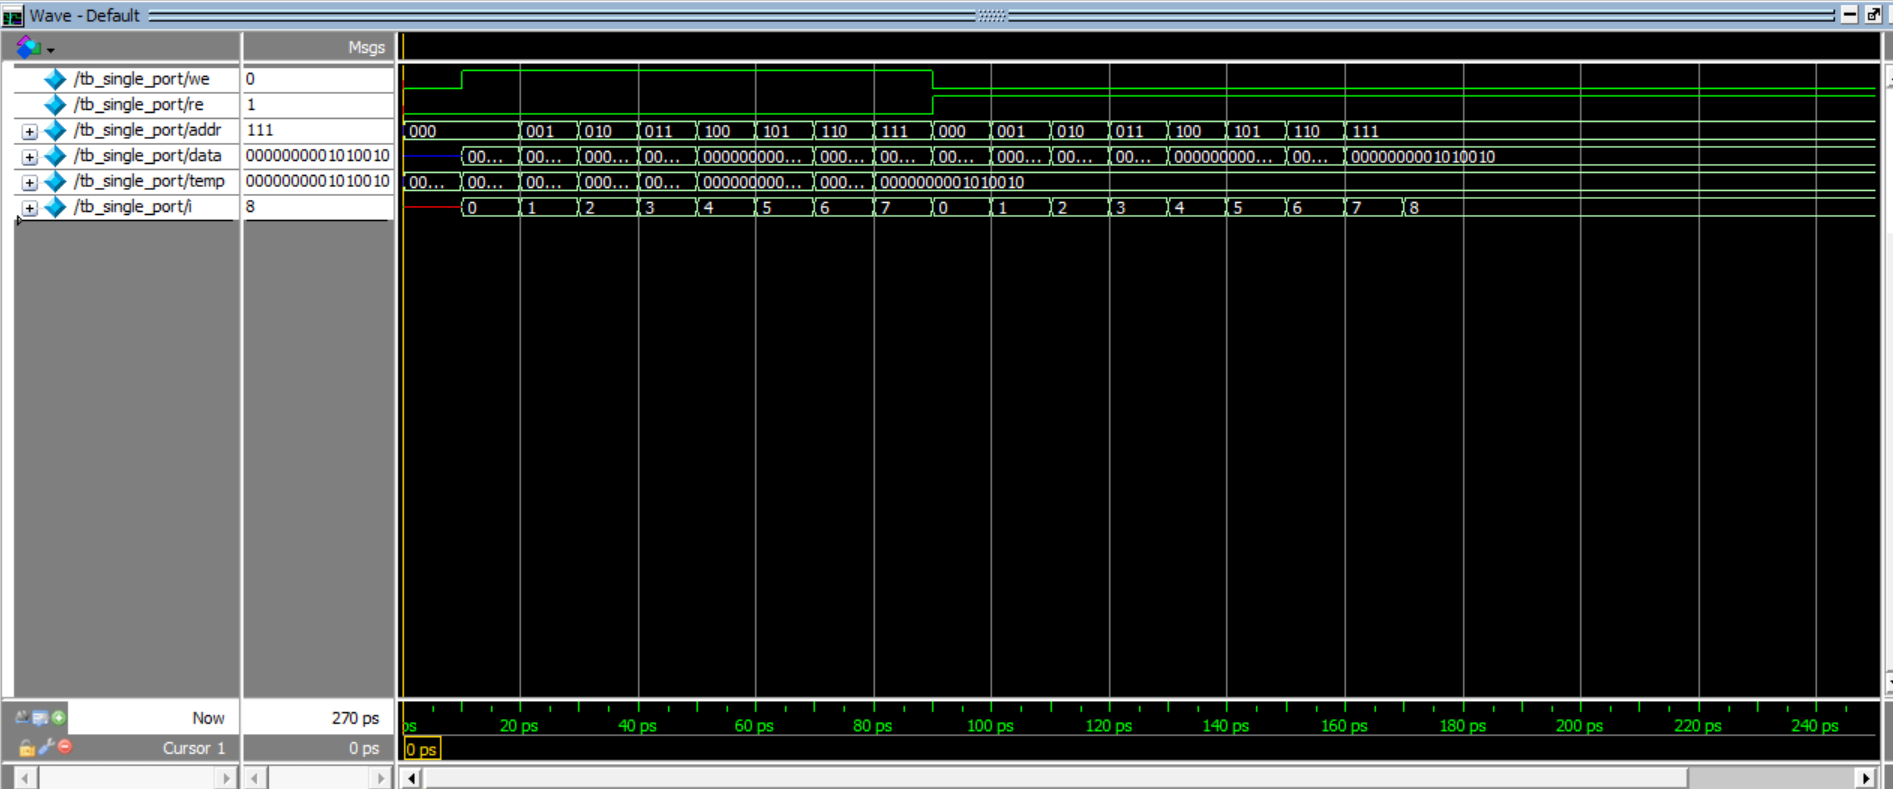 Wave - Default
Msgs
/tb_single_port/we 0
/tb_single_port/re 1
/tb_single_port/addr 111 000 001 010 011 100 101 110 111 000 001 010 011 100 101 110 111
/tb_single_port/data 0000000001010010 00... 00... 000... 00... 000000000... 000... 00... 00... 000... 00... 00... 000000000... 00... 0000000001010010
/tb_single_port/temp 0000000001010010 00... 00... 00... 000... 00... 000000000... 000... 0000000001010010
/tb_single_port/i 8 0 1 2 3 4 5 6 7 0 1 2 3 4 5 6 7 8
Now 270 ps ps 20 ps 40 ps 60 ps 80 ps 100 ps 120 ps 140 ps 160 ps 180 ps 200 ps 220 ps 240 ps
Cursor 1 0 ps 0 ps